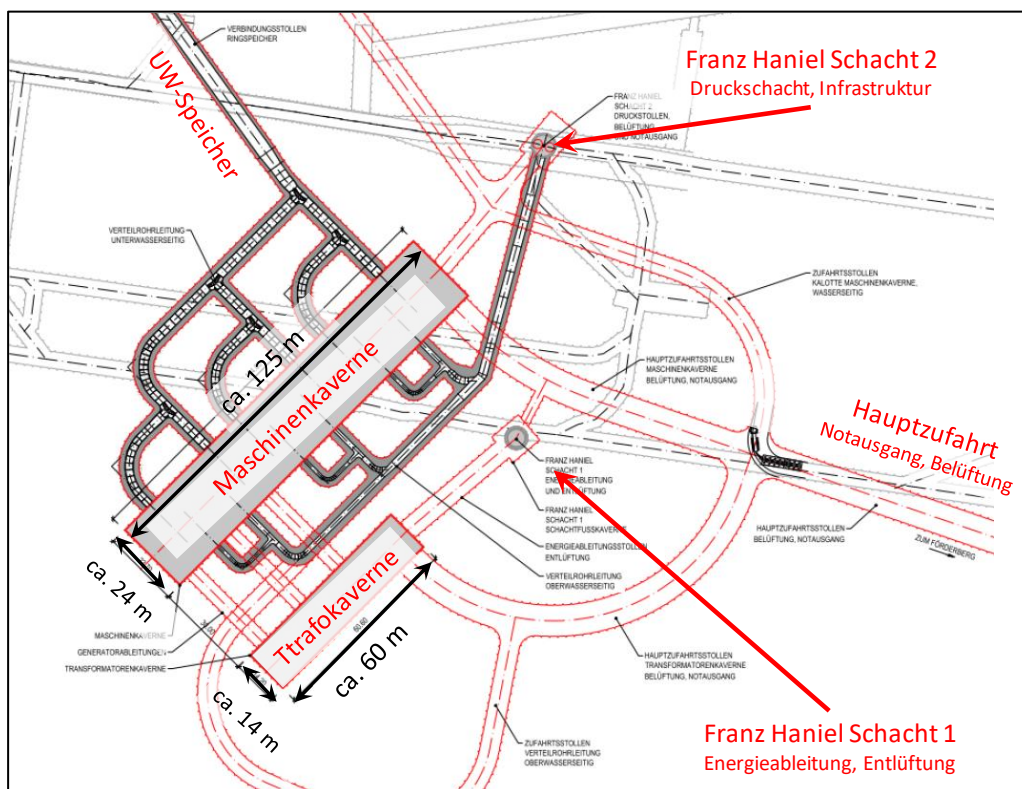 VERBINDUNGSSTOLLEN
RINGSPEICHER
UW-Speicher
Franz Haniel Schacht 2
Druckschacht, Infrastruktur
FRANZ HANIEL
SCHACHT 2
DRUCKSTOLLEN,
BELÜFTUNG
UND NOTAUSGANG
VERTEILROHRLEITUNG
UNTERWASSERSEITIG
ZUFAHRTSSTOLLEN
KALOTTE MASCHINENKAVERNE,
WASSERSEITIG
ca. 125 m
Maschinenkaverne
HAUPTZUFAHRTSSTOLLEN
MASCHINENKAVERNE
BELÜFTUNG, NOTAUSGANG
Hauptzufahrt
Notausgang, Belüftung
FRANZ HANIEL
SCHACHT 1
ENERGIEABLEITUNG
UND ENTLÜFTUNG
FRANZ HANIEL
SCHACHT 1
SCHACHTFUSSKAVERNE
HAUPTZUFAHRTSSTOLLEN
BELÜFTUNG, NOTAUSGANG
ZUM FÖRDERBERG
ENERGIEABLEITUNGSSTOLLEN
ENTLÜFTUNG
VERTEILROHRLEITUNG
OBERWASSERSEITIG
ca. 24 m
Ttrafokaverne
60,60
ca. 60 m
MASCHINENKAVERNE
GENERATORABLEITUNGEN
TRANSFORMATORENKAVERNE
ca. 14 m
HAUPTZUFAHRTSSTOLLEN
TRANSFORMATORENKAVERNE
BELÜFTUNG, NOTAUSGANG
ZUFAHRTSSTOLLEN
VERTEILROHRLEITUNG
OBERWASSERSEITIG
Franz Haniel Schacht 1
Energieableitung, Entlüftung